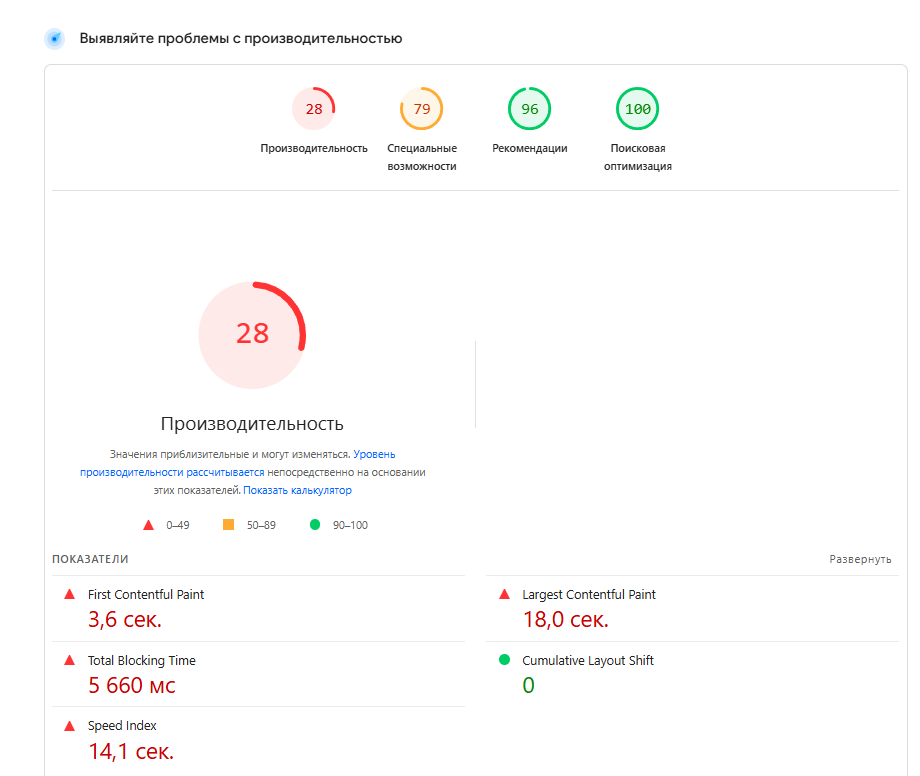 Выявляйте проблемы с производительностью
28
79
96
100
Производительность
Специальные
возможности
Рекомендации
Поисковая
оптимизация
28
Производительность
Значения приблизительные и могут изменяться. Уровень
производительности рассчитывается непосредственно на основании
этих показателей. Показать калькулятор
0–49
50–89
90–100
ПОКАЗАТЕЛИ
Развернуть
First Contentful Paint
3,6 сек.
Largest Contentful Paint
18,0 сек.
Total Blocking Time
5 660 мс
Cumulative Layout Shift
0
Speed Index
14,1 сек.